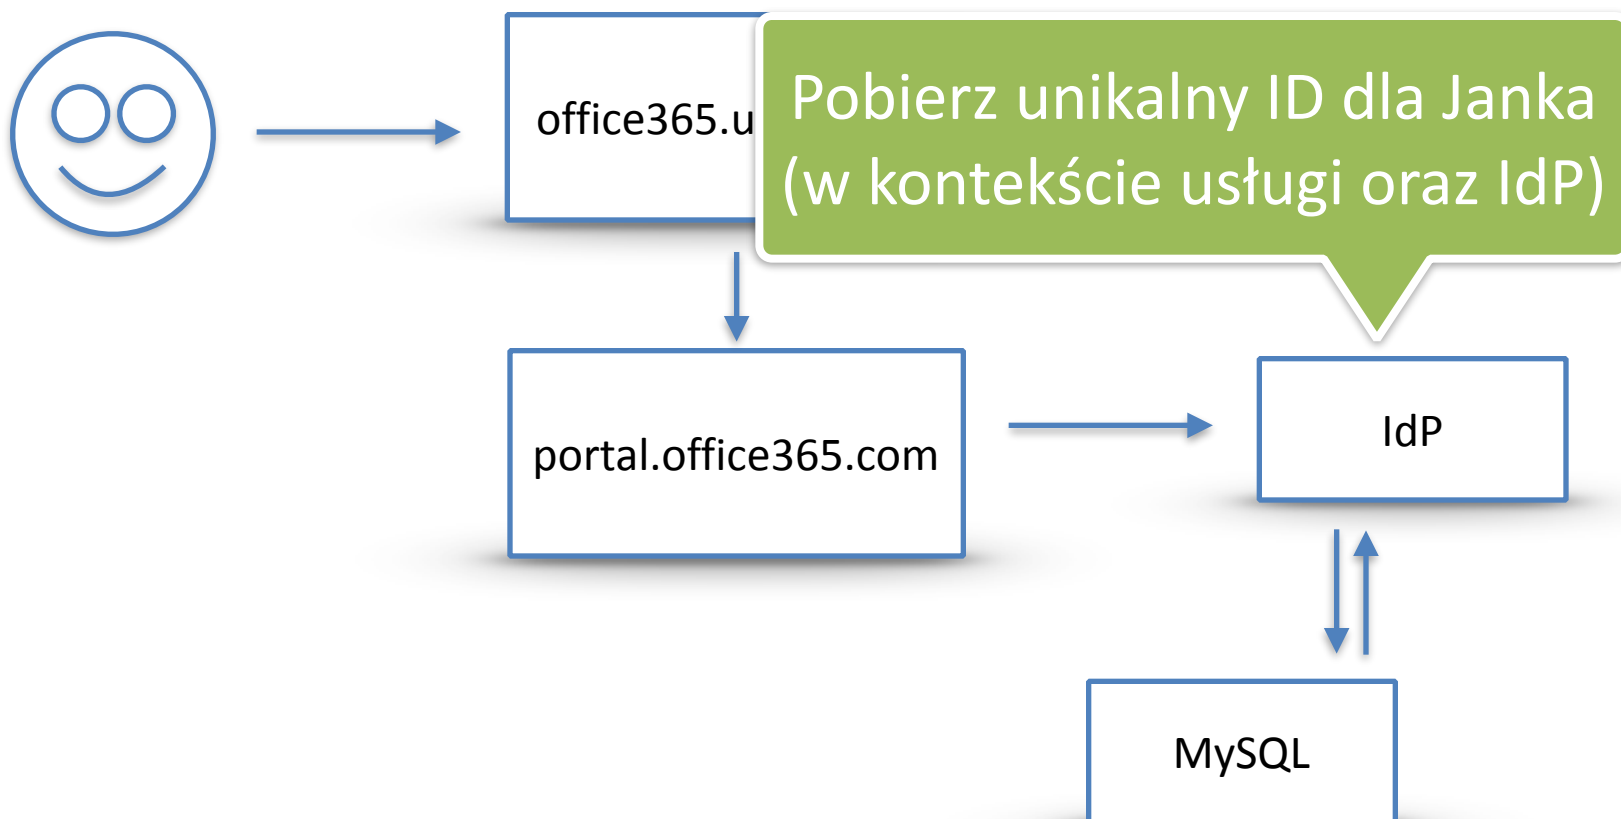 office365.u
Pobierz unikalny ID dla Janka
(w kontekście usługi oraz IdP)
portal.office365.com
IdP
MySQL